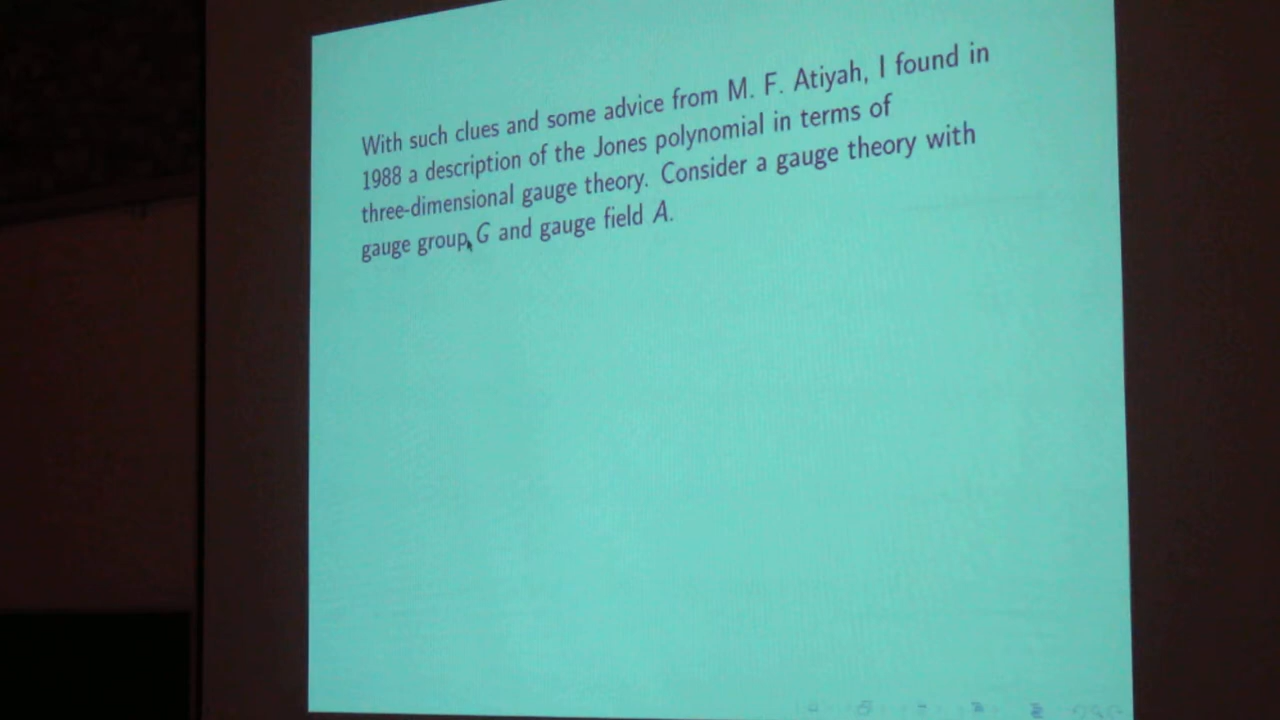 With such clues and some advice from M. F. Atiyah, I found in
1988 a description of the Jones polynomial in terms of
three-dimensional gauge theory. Consider a gauge theory with
gauge group G and gauge field A.